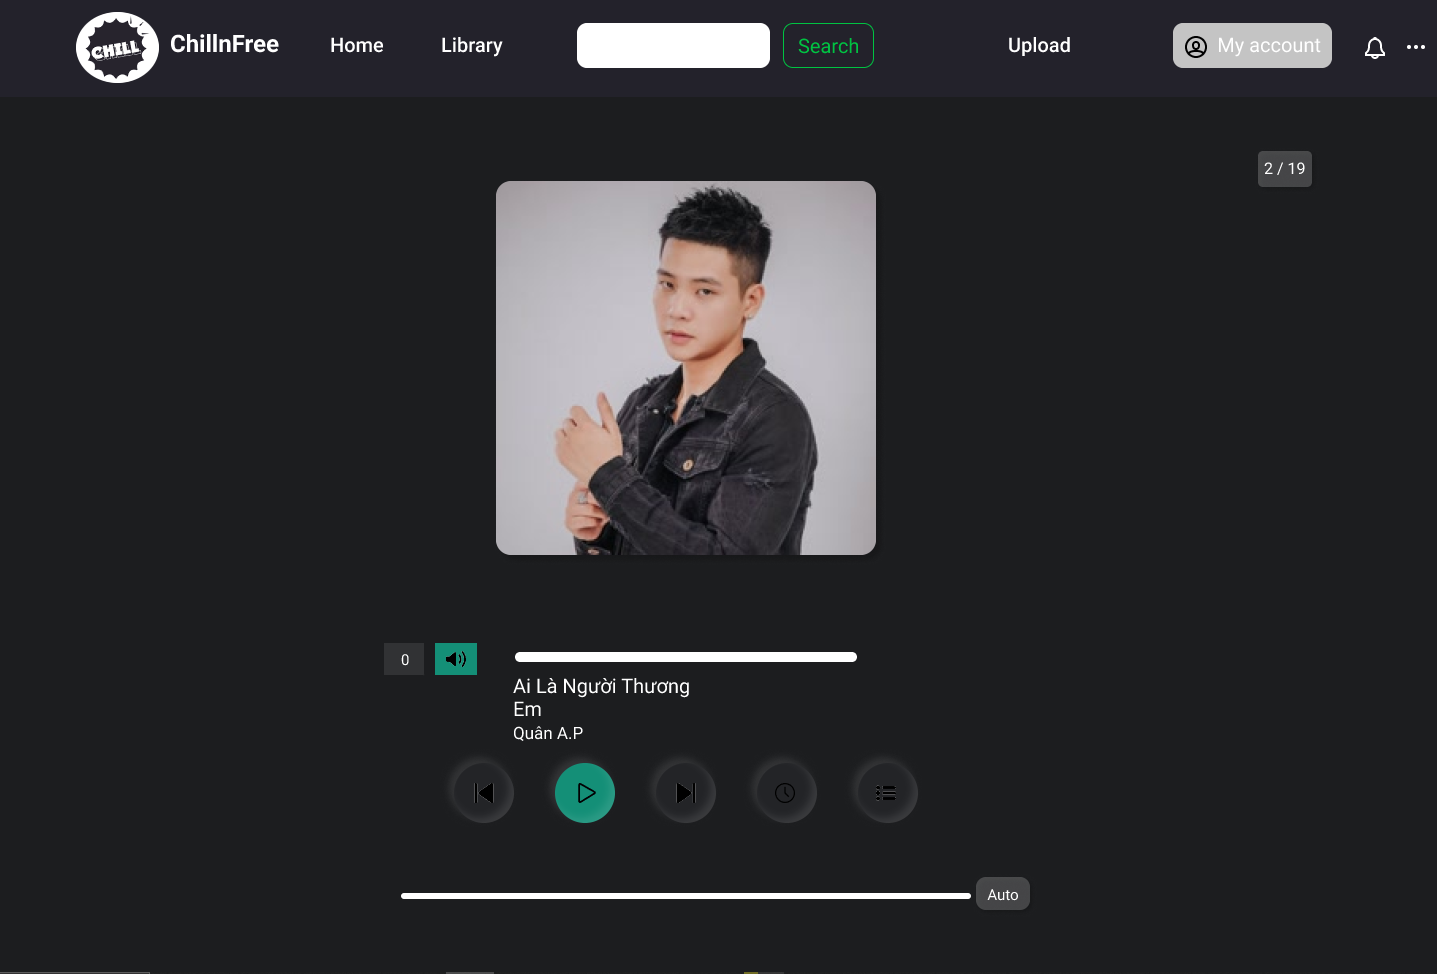 CHILL
ChillnFree
Home
Library
Search
Upload
My account
2 / 19
0
Ai Là Người Thương
Em
Quân A.P
Auto